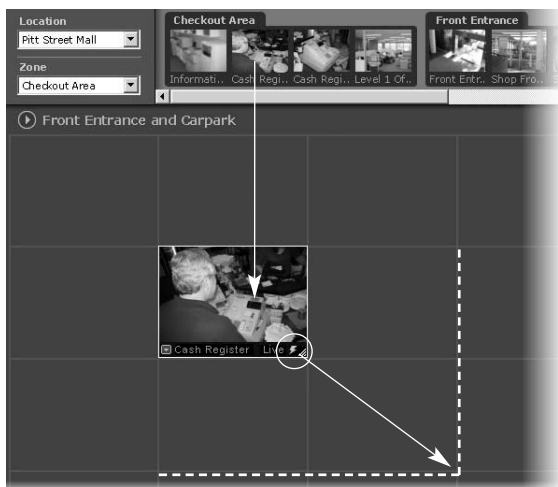 Location
Pitt Street Mall
Zone
Checkout Area
Checkout Area
Informati..
Cash Regi..
Cash Regi..
Level 1 Of..
Front Entrance
Front Entr..
Shop Fro..
Front Entrance and Carpark
Cash Register
Live